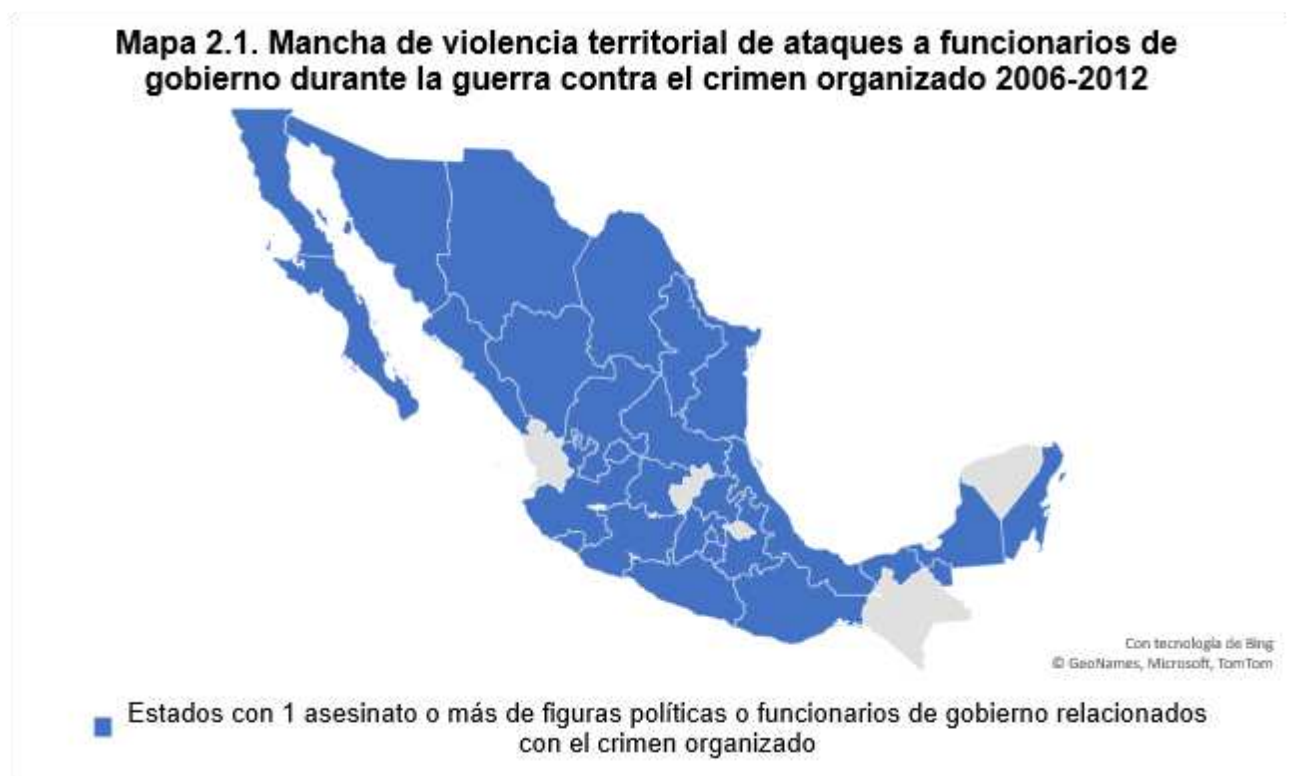 Mapa 2.1. Mancha de violencia territorial de ataques a funcionarios de
gobierno durante la guerra contra el crimen organizado 2006-2012
Con tecnología de Bing
© GeoNames, Microsoft, TomTom
Estados con 1 asesinato o más de figuras políticas o funcionarios de gobierno relacionados
con el crimen organizado